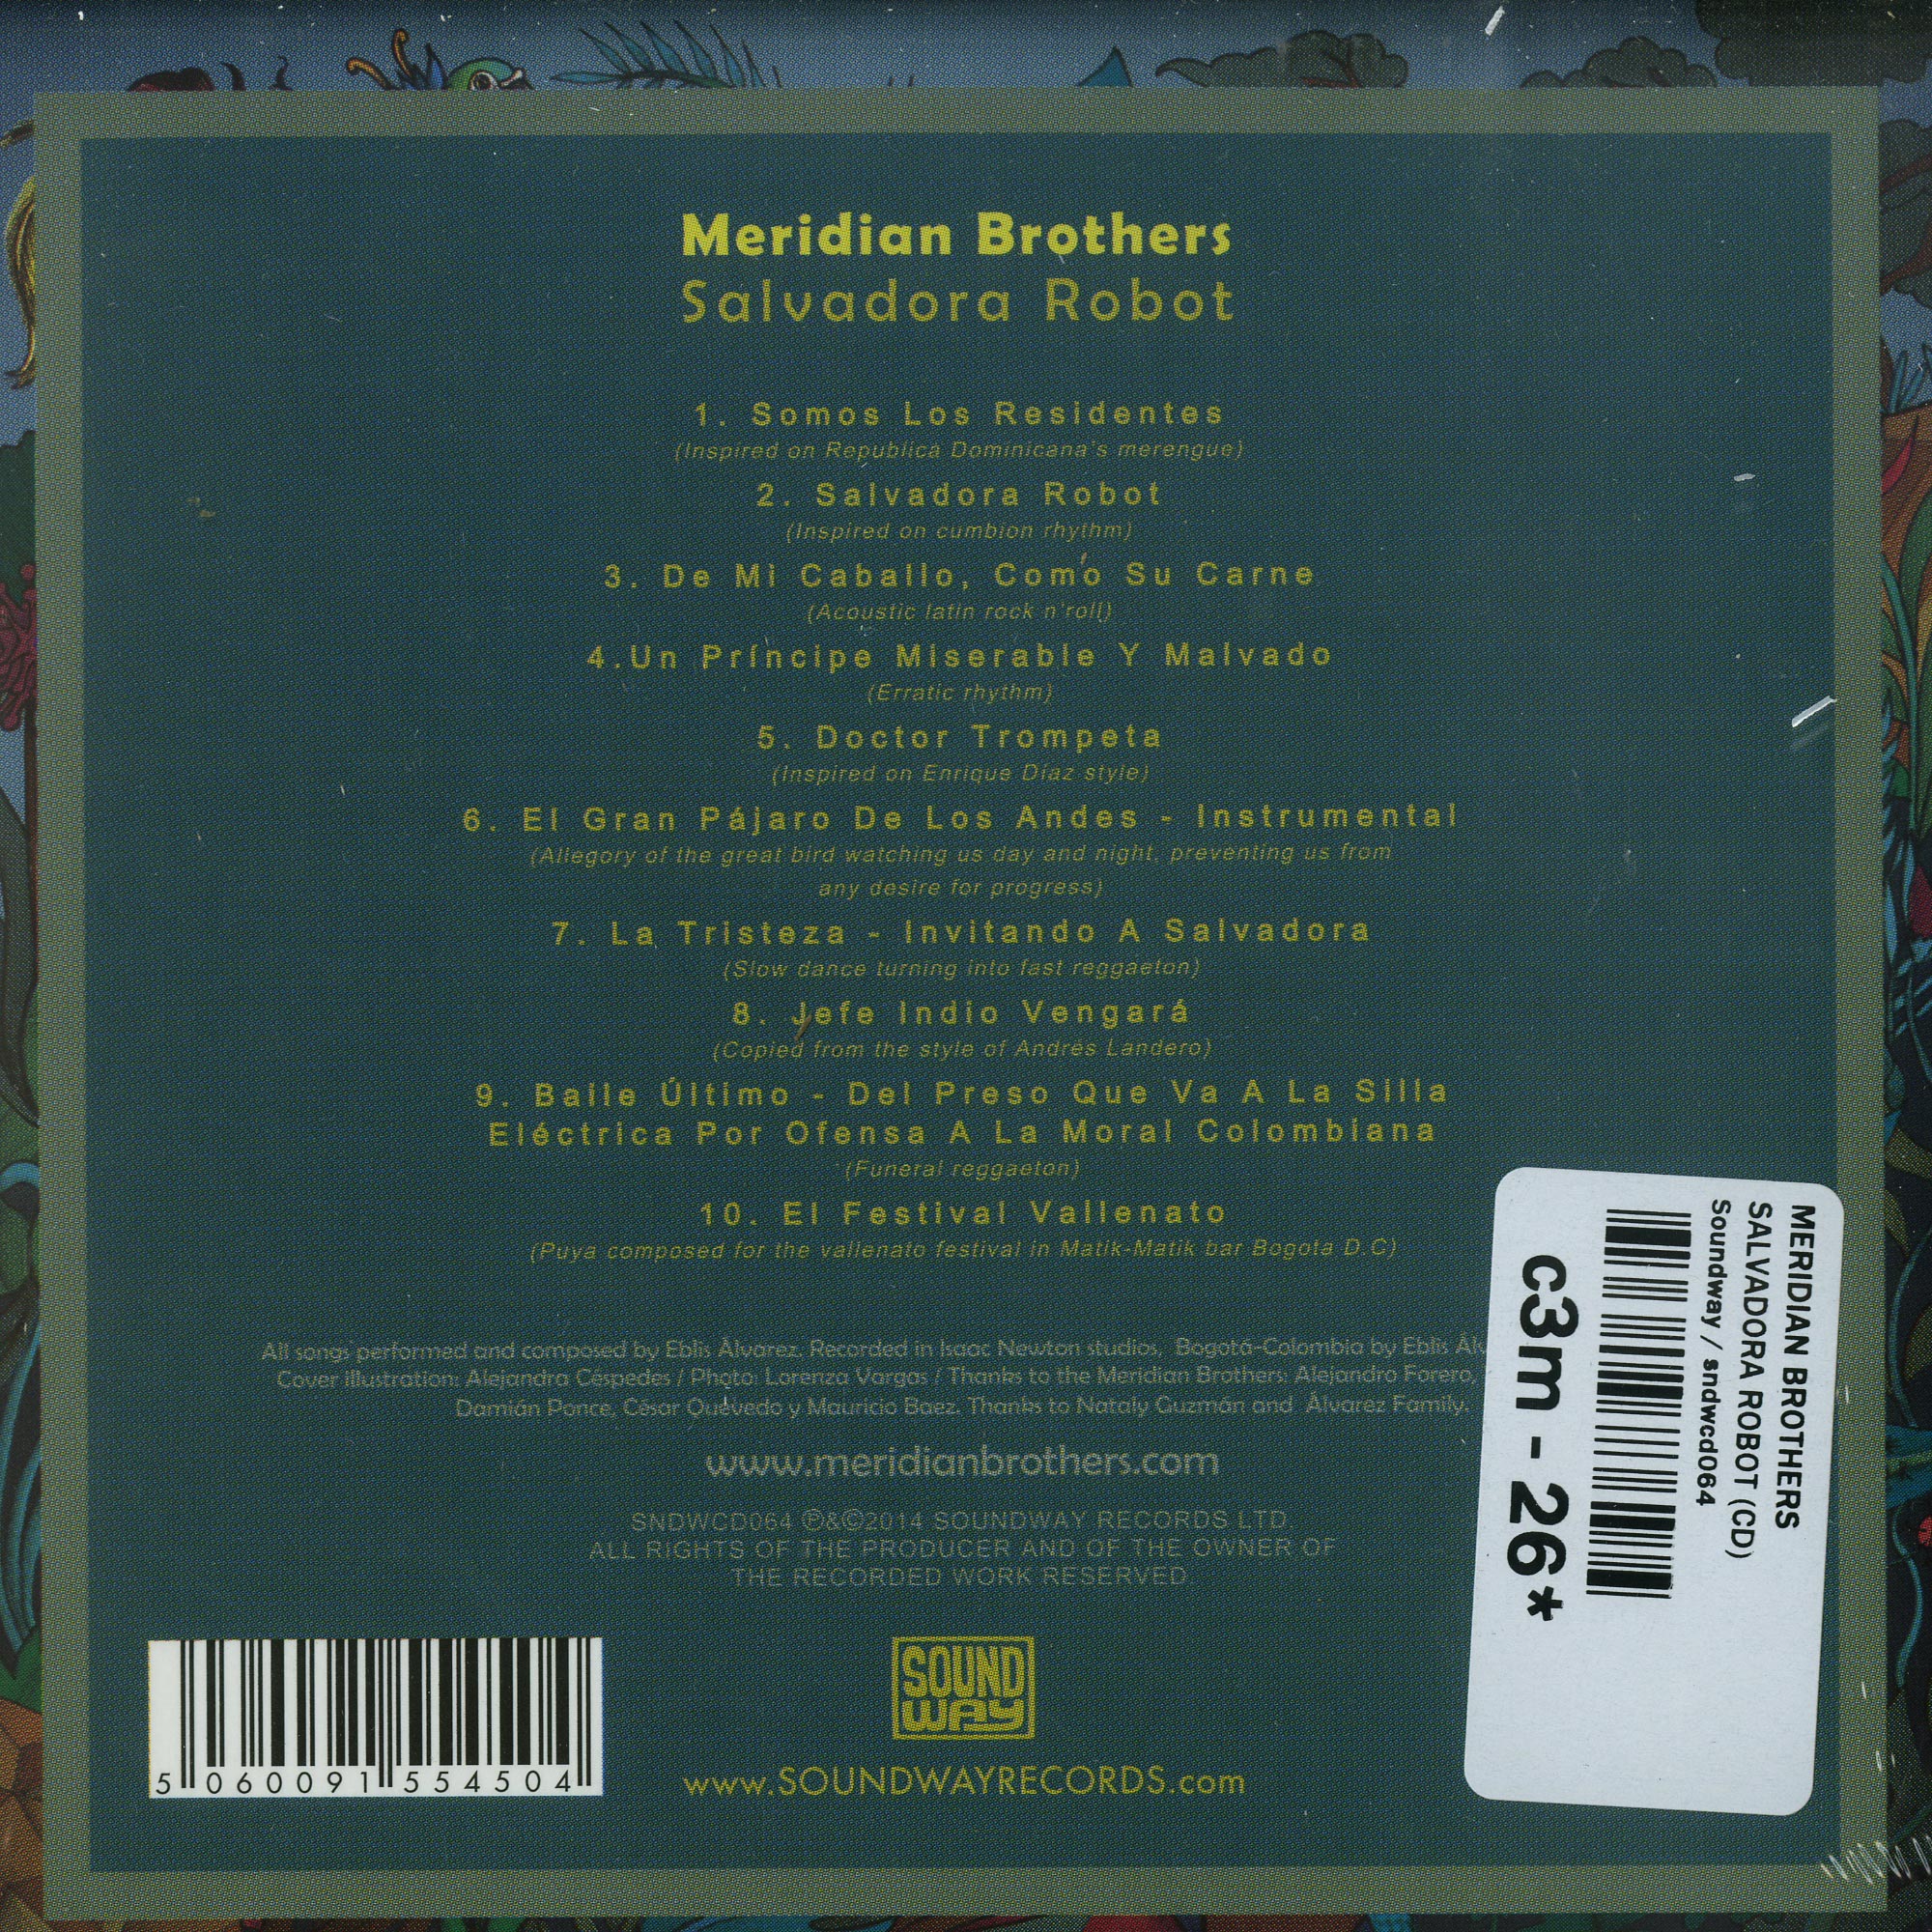 Meridian Brothers
Salvadora Robot
1. Somos Los Residentes
(Inspired on Republica Dominicana's merengue)
2. Salvadora Robot
(Inspired on cumbion rhythm)
3. De Mi Caballo, Como Su Carne
(Acoustic latin rock n'roll)
4.Un Príncipe Miserable Y Malvado
(Erratic rhythm)
5. Doctor Trompeta
(Inspired on Enrique Díaz style)
6. El Gran Pájaro De Los Andes - Instrumental
(Allegory of the great bird watching us day and night, preventing us from
any desire for progress)
7. La Tristeza - Invitando A Salvadora
(Slow dance turning into fast reggaeton)
8. Jefe Indio Vengará
(Copied from the style of Andrés Landero)
9. Baile Último - Del Preso Que Va A La Silla
Eléctrica Por Ofensa A La Moral Colombiana
(Funeral reggaeton)
10. El Festival Vallenato
(Puya composed for the vallenato festival in Matik-Matik bar Bogota D.C)
All songs performed and composed by Eblis Álvarez. Recorded in Isaac Newton studios, Bogotá-Colombia by Eblis
Cover illustration: Alejandra Céspedes / Photo: Lorenza Vargas / Thanks to the Meridian Brothers: Alejandro Forero,
Damián Ponce, César Quevedo y Mauricio Baez. Thanks to Nataly Guzmán and Álvarez Family.
www.meridianbrothers.com
SNDWCD064 ℗&©2014 SOUNDWAY RECORDS LTD.
ALL RIGHTS OF THE PRODUCER AND OF THE OWNER OF
THE RECORDED WORK RESERVED.
5 060091 554504
SOUND
WAY
www.SOUNDWAYRECORDS.com
MERIDIAN BROTHERS
SALVADORA ROBOT (CD)
Soundway / sndwcd064
c3m - 26*